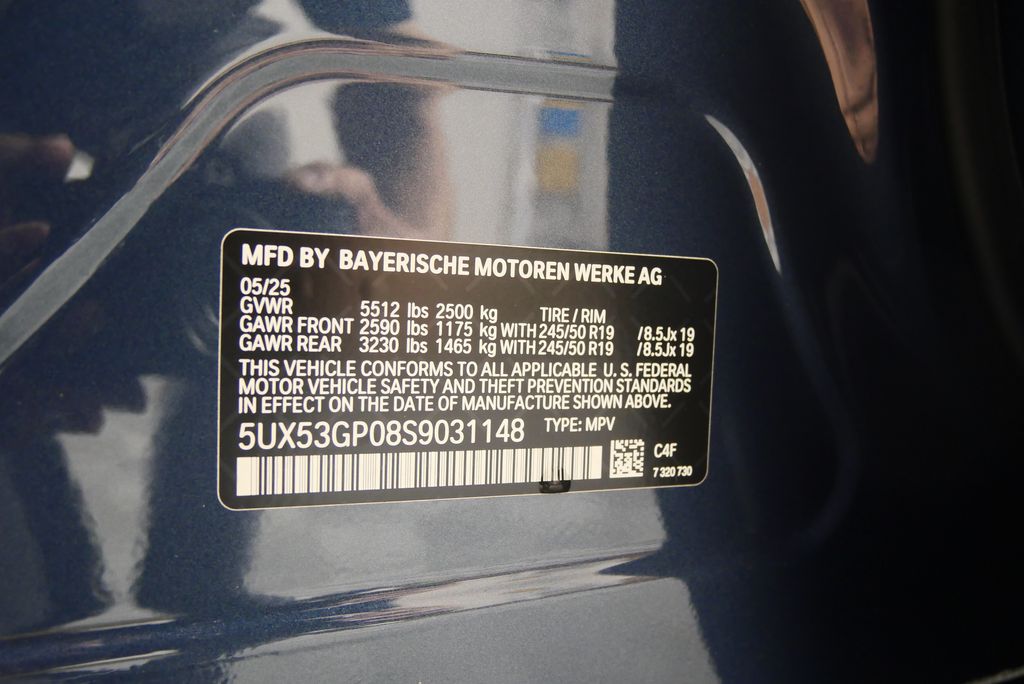 MFD BY BAYERISCHE MOTOREN WERKE AG
05/25
GVWR 5512 lbs 2500 kg TIRE / RIM
GAWR FRONT 2590 lbs 1175 kg WITH 245/50 R19 /8.5Jx 19
GAWR REAR 3230 lbs 1465 kg WITH 245/50 R19 /8.5Jx 19
THIS VEHICLE CONFORMS TO ALL APPLICABLE U.S. FEDERAL
MOTOR VEHICLE SAFETY AND THEFT PREVENTION STANDARDS
IN EFFECT ON THE DATE OF MANUFACTURE SHOWN ABOVE.
5UX53GP08S9031148 TYPE: MPV
C4F
7 320 730